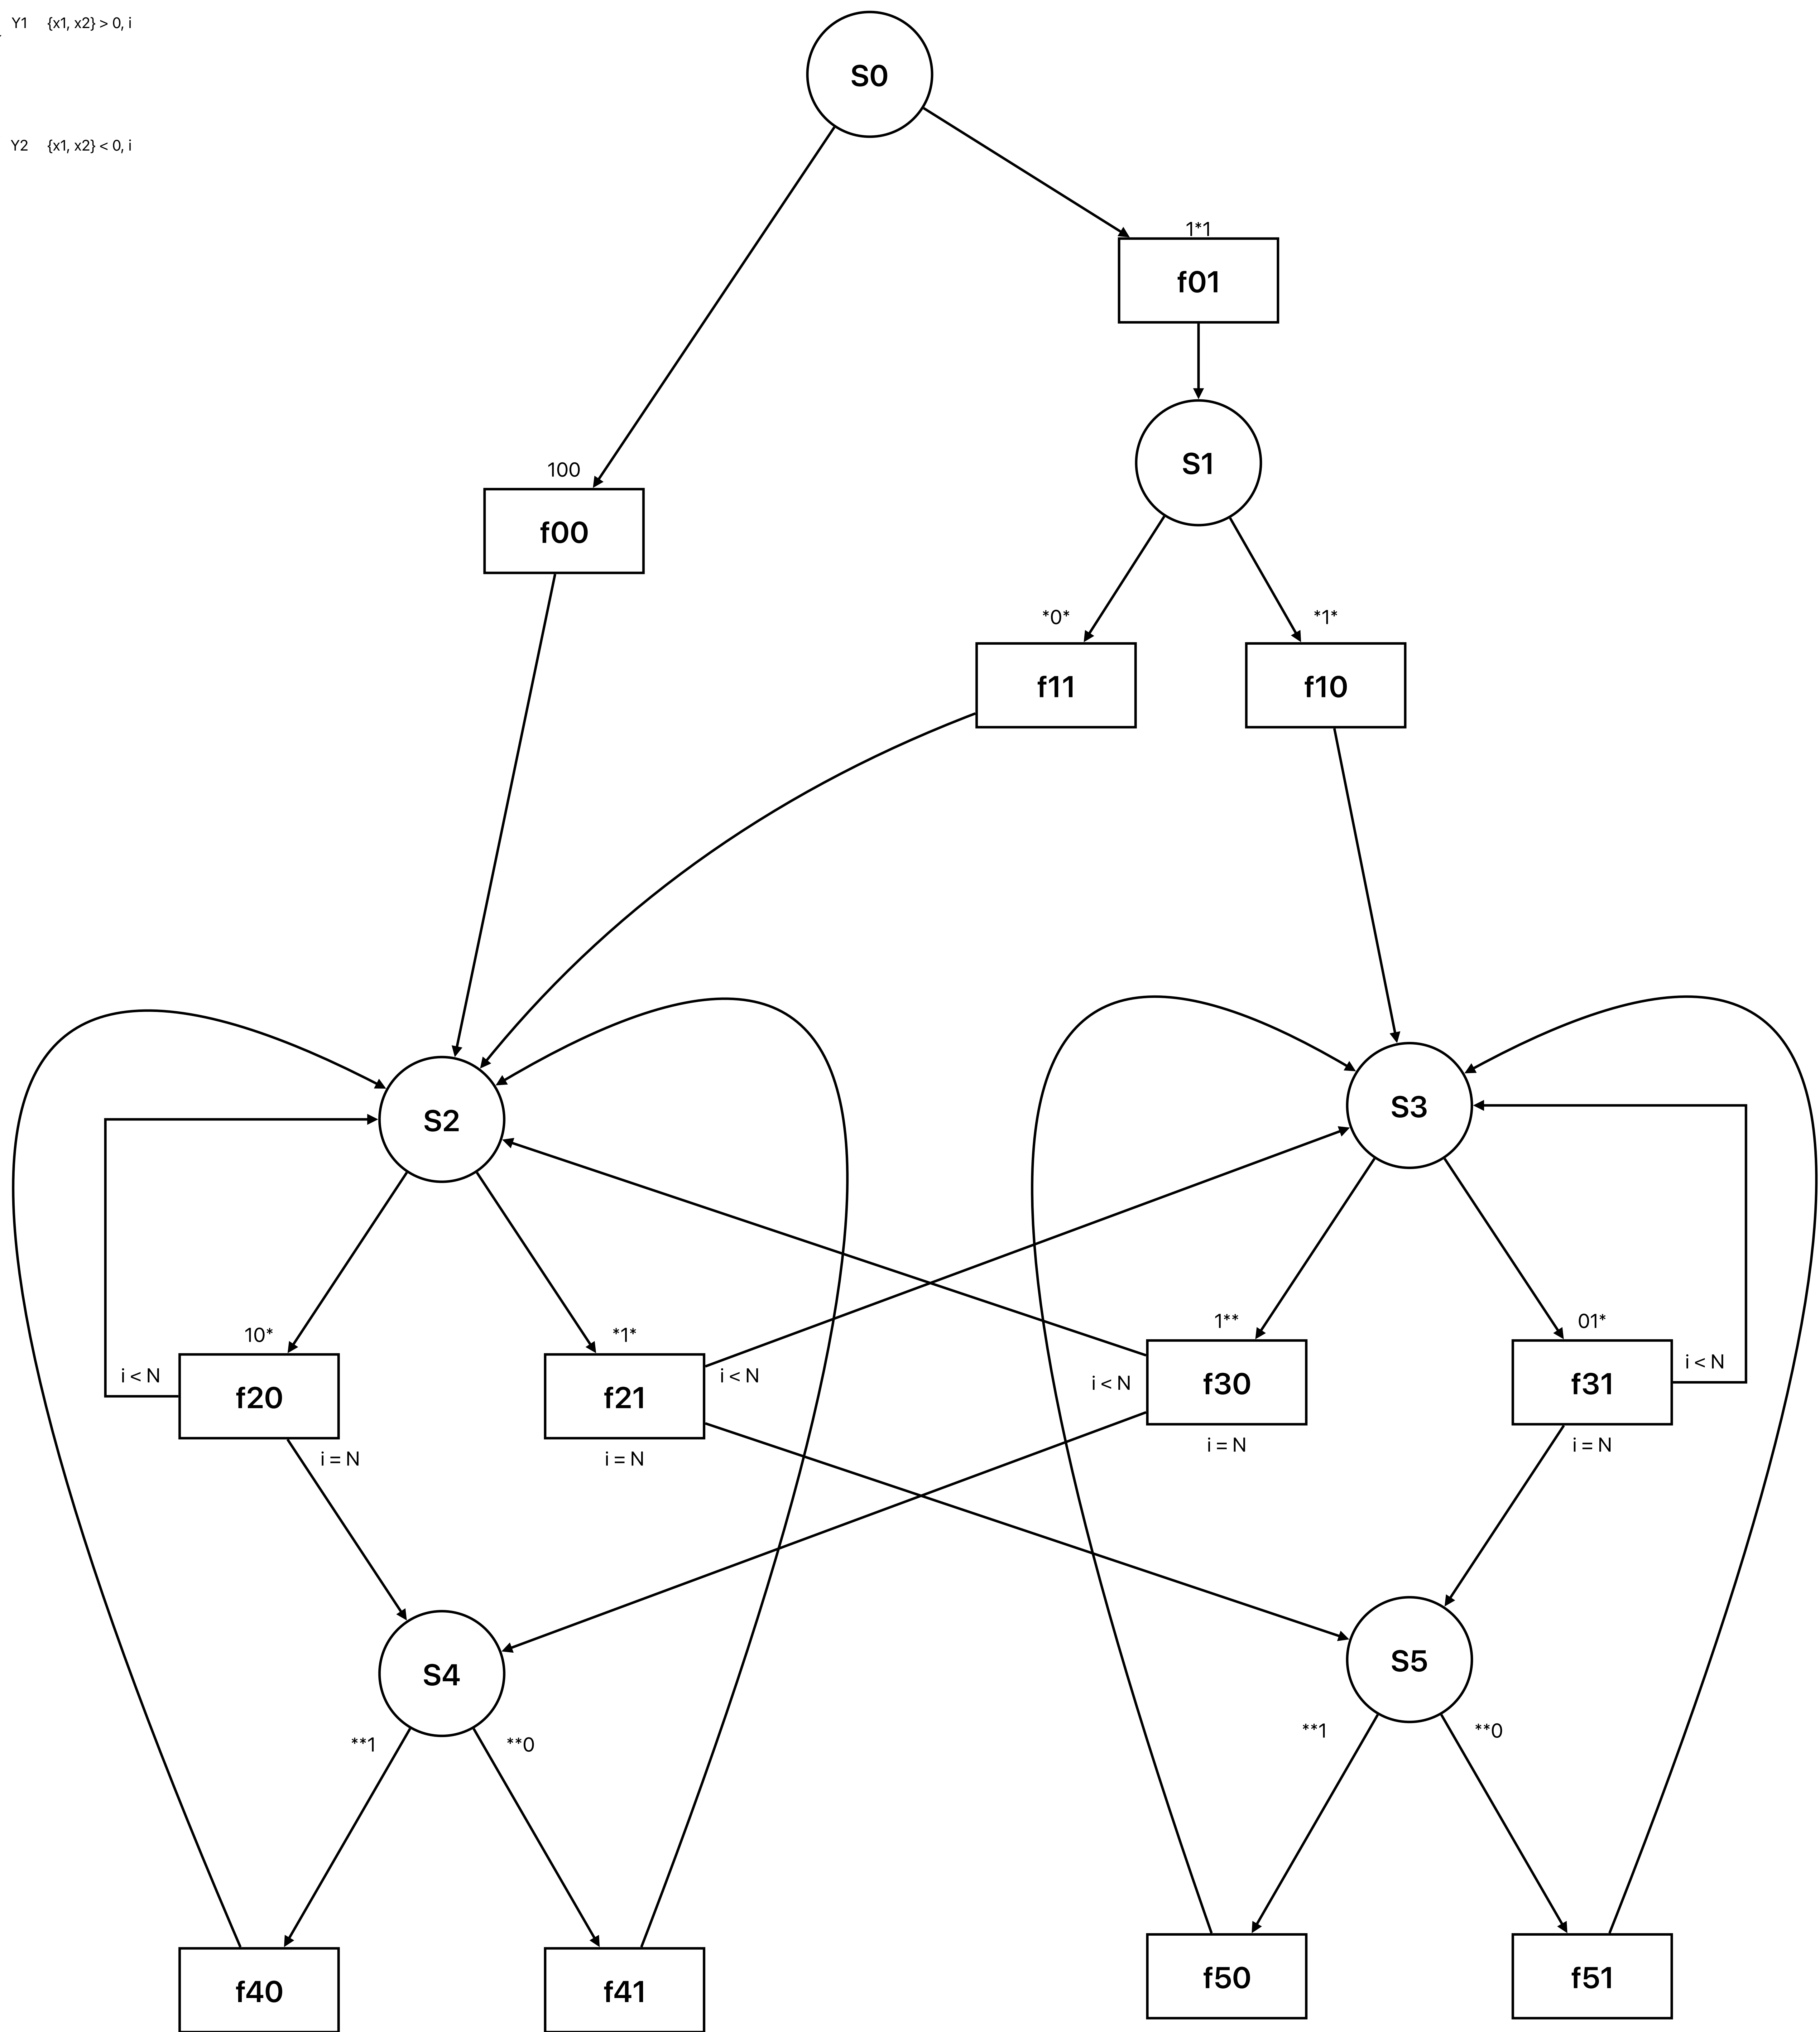 Y1 {x1, x2} > 0, i
S0
Y2 {x1, x2} < 0, i
1*1
f01
S1
100
f00
*0*
*1*
f11
f10
S2
S3
10*
*1*
1**
01*
i < N
f20
f21
i < N
i < N
f30
f31
i < N
i = N
i = N
i = N
i = N
S4
S5
**1
**0
**1
**0
f40
f41
f50
f51